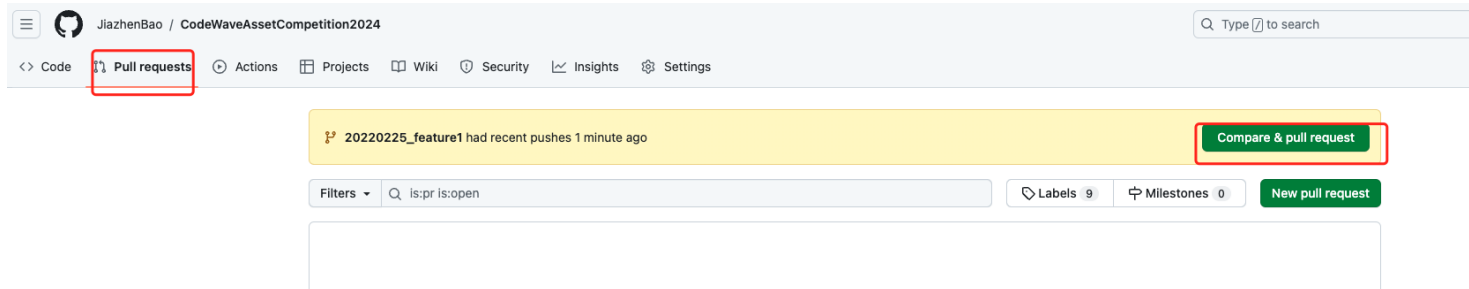 JiazhenBao / CodeWaveAssetCompetition2024
Type / to search
<> Code Pull requests Actions Projects Wiki Security Insights Settings
20220225_feature1 had recent pushes 1 minute ago
Compare & pull request
Filters is:pr is:open Labels 9 Milestones 0 New pull request